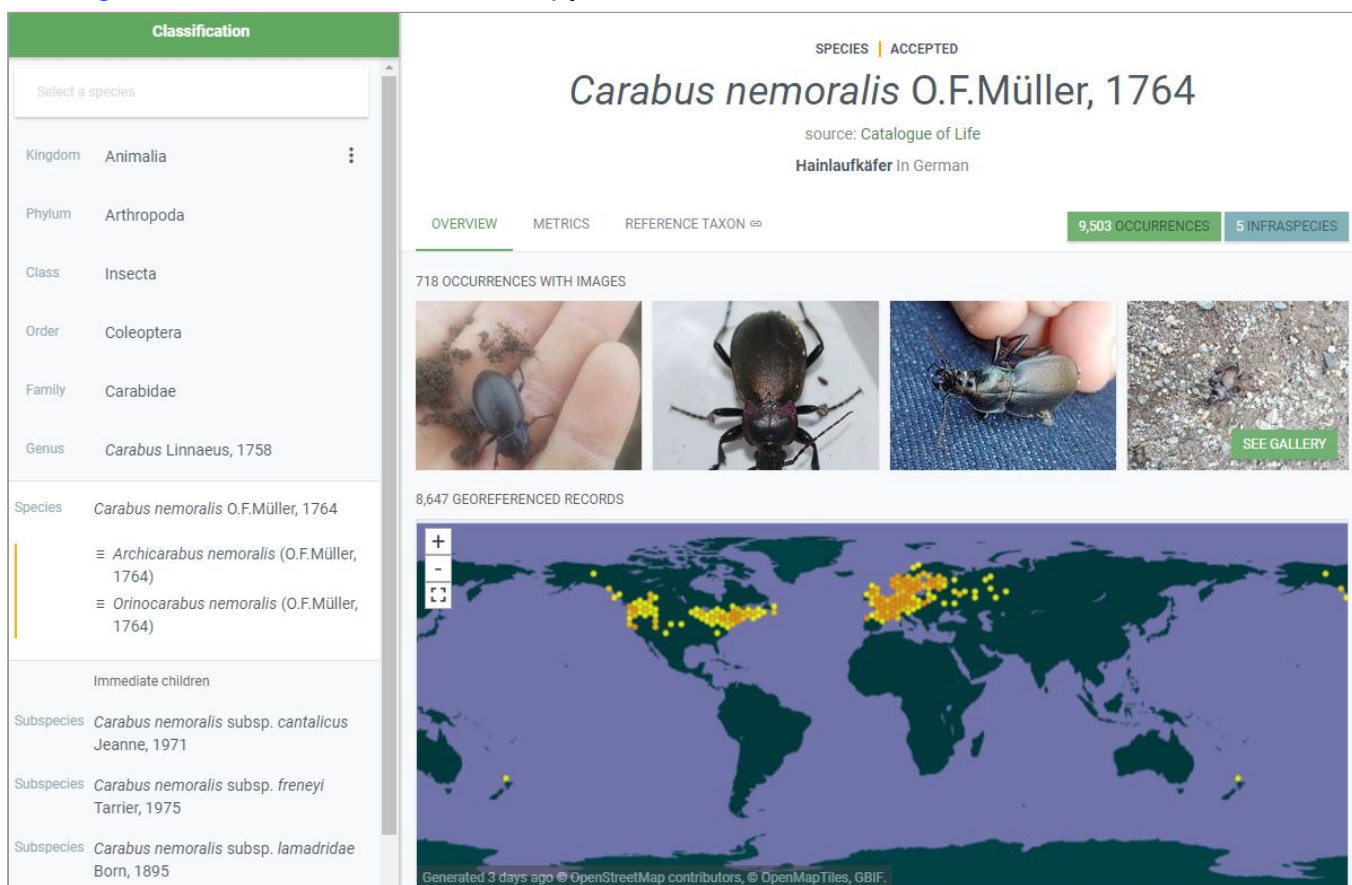 Classification
Select a species
Kingdom Animalia
Phylum Arthropoda
Class Insecta
Order Coleoptera
Family Carabidae
Genus Carabus Linnaeus, 1758
Species Carabus nemoralis O.F.Müller, 1764
≡ Archicarabus nemoralis (O.F.Müller,
1764)
≡ Orinocarabus nemoralis (O.F.Müller,
1764)
Immediate children
Subspecies Carabus nemoralis subsp. cantalicus
Jeanne, 1971
Subspecies Carabus nemoralis subsp. freneyi
Tarrier, 1975
Subspecies Carabus nemoralis subsp. lamadridae
Born, 1895
SPECIES | ACCEPTED
Carabus nemoralis O.F.Müller, 1764
source: Catalogue of Life
Hainlaufkäfer In German
OVERVIEW METRICS REFERENCE TAXON
9,503 OCCURRENCES 5 INFRASPECIES
718 OCCURRENCES WITH IMAGES
SEE GALLERY
8,647 GEOREFERENCED RECORDS
+
-
Generated 3 days ago © OpenStreetMap contributors, © OpenMapTiles, GBIF.